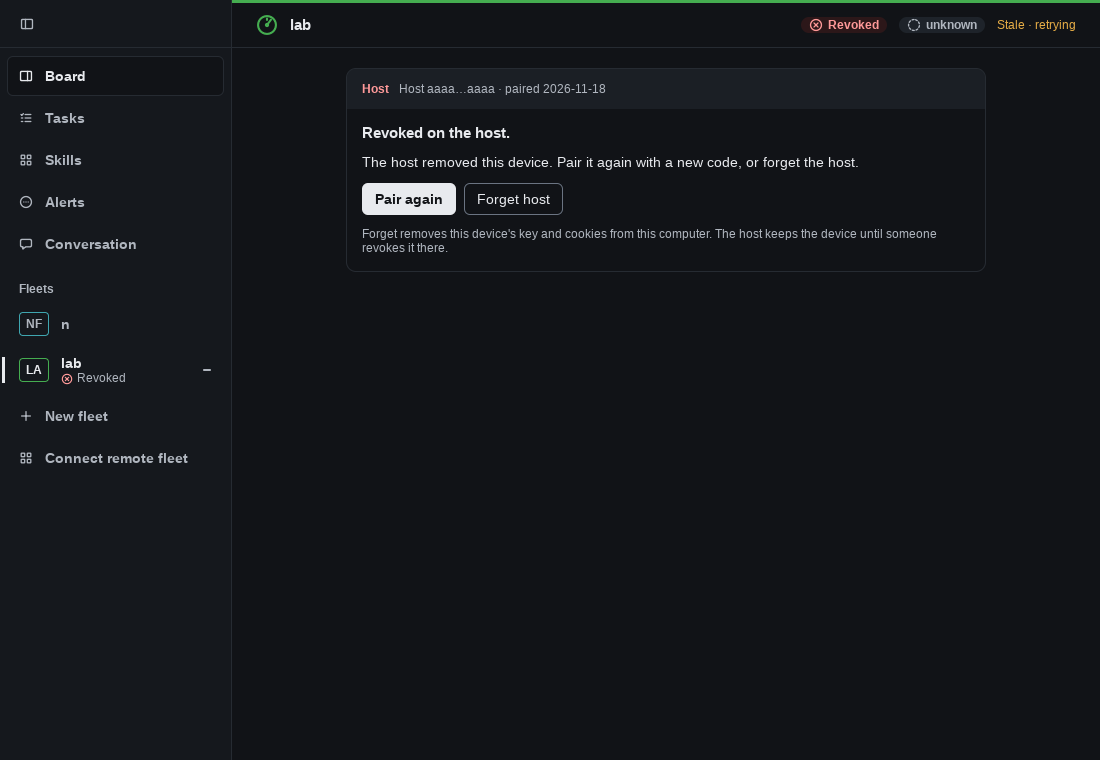 lab
Revoked
unknown
Stale · retrying
Board
Tasks
Skills
Alerts
Conversation
Fleets
NF n
LA lab
Revoked
New fleet
Connect remote fleet
Host Host aaaa…aaaa · paired 2026-11-18
Revoked on the host.
The host removed this device. Pair it again with a new code, or forget the host.
Pair again
Forget host
Forget removes this device's key and cookies from this computer. The host keeps the device until someone
revokes it there.